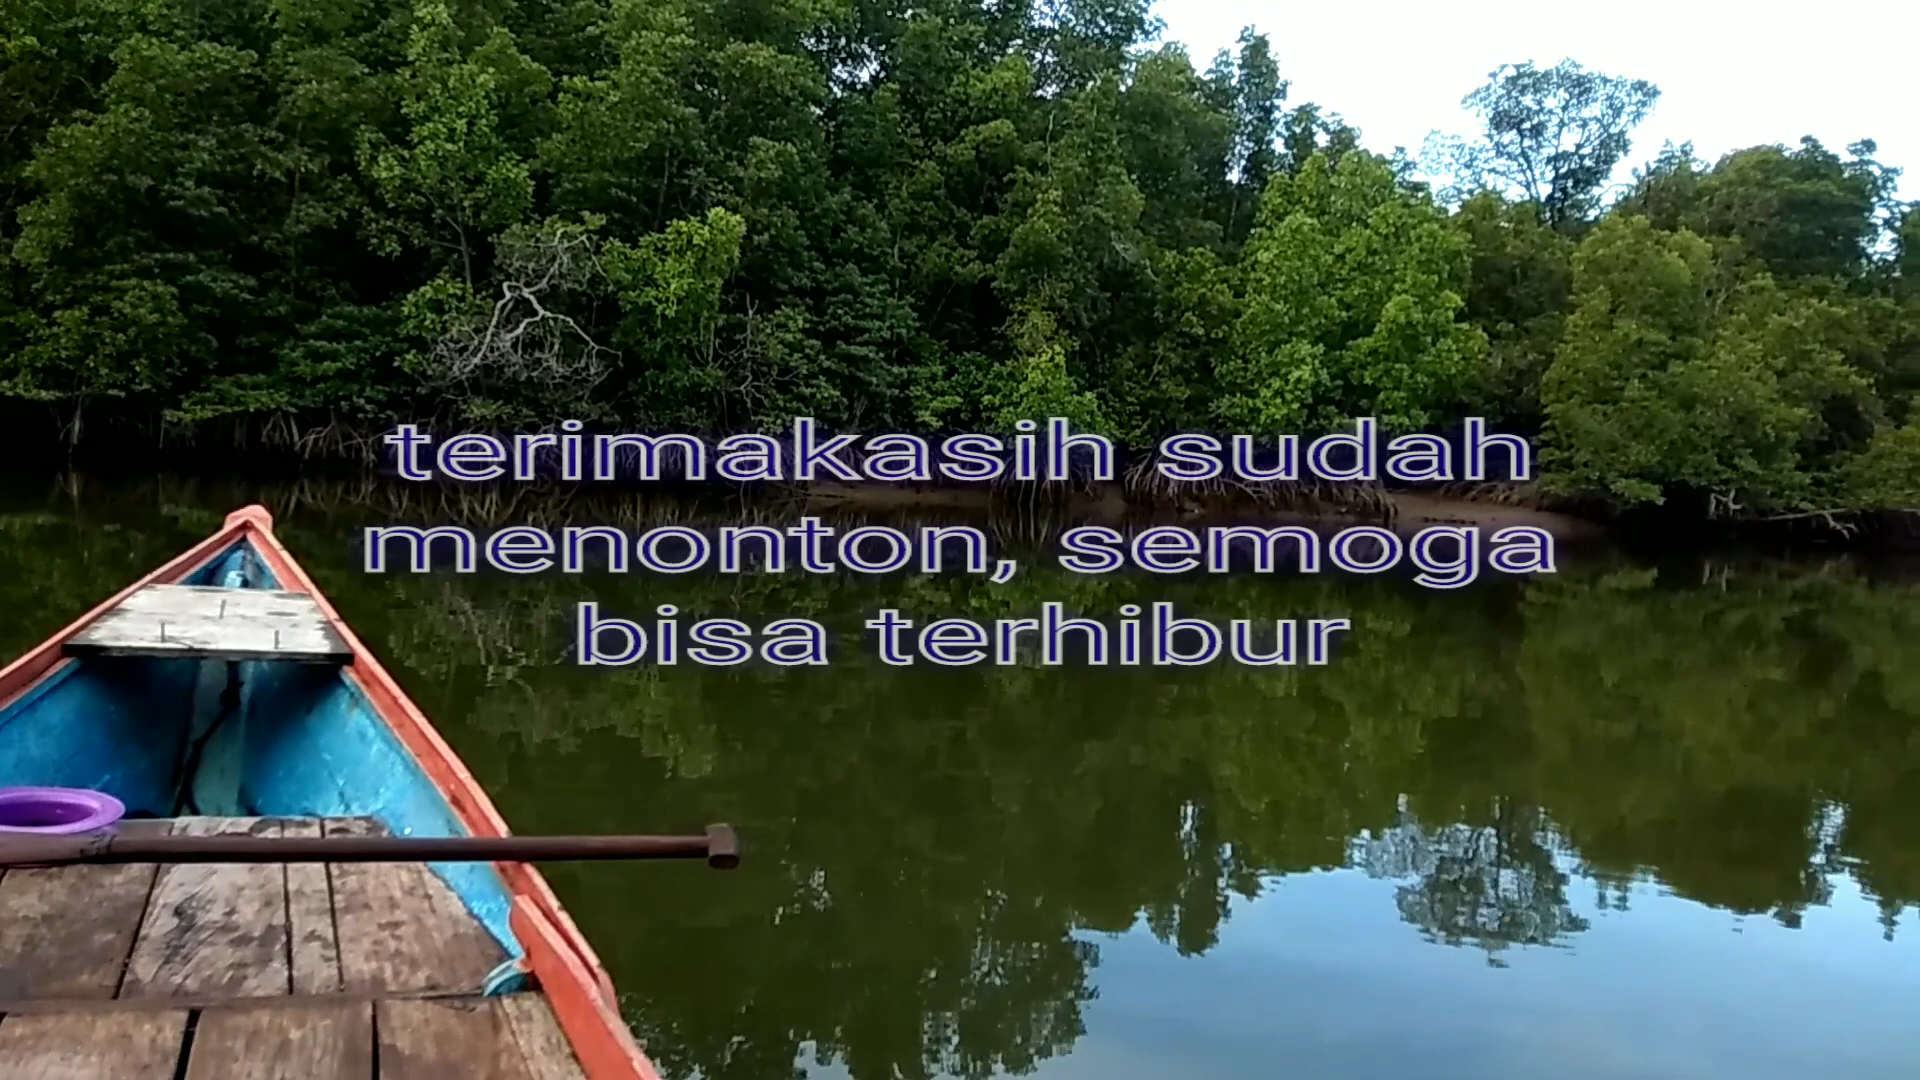 terimakasih sudah
menonton, semoga
bisa terhibur